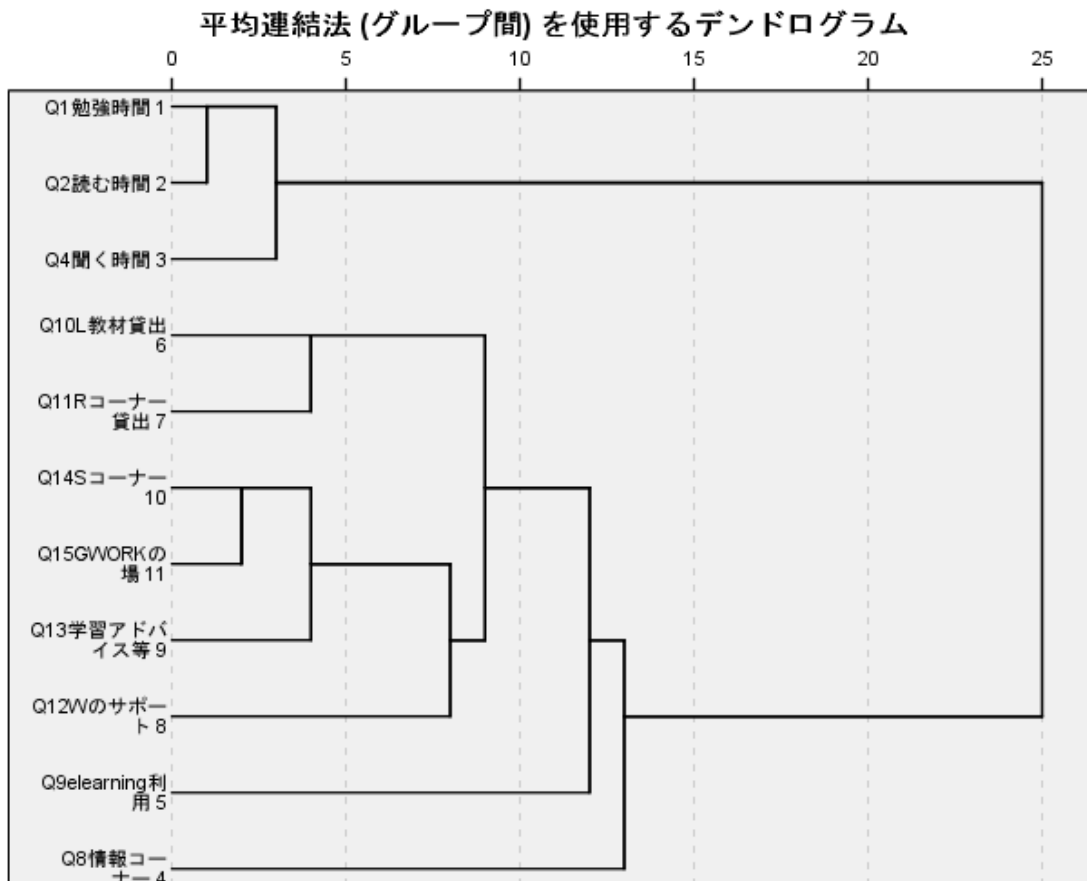 平均連結法 (グループ間) を使用するデンドログラム
0 5 10 15 20 25
Q1勉強時間 1
Q2読む時間 2
Q4聞く時間 3
Q10L教材貸出
6
Q11Rコーナー
貸出 7
Q14Sコーナー
10
Q15GWORKの
場 11
Q13学習アドバ
イス等 9
Q12Wのサポー
ト 8
Q9elearning利
用 5
Q8情報コー
ナー 4